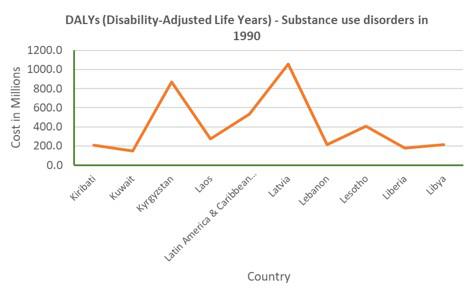 DALYs (Disability-Adjusted Life Years) - Substance use disorders in
1990
Cost in Millions
1200.0
1000.0
800.0
600.0
400.0
200.0
0.0
Kiribati
Kuwait
Kyrgyzstan
Laos
Latin America & Caribbean...
Latvia
Lebanon
Lesotho
Liberia
Libya
Country